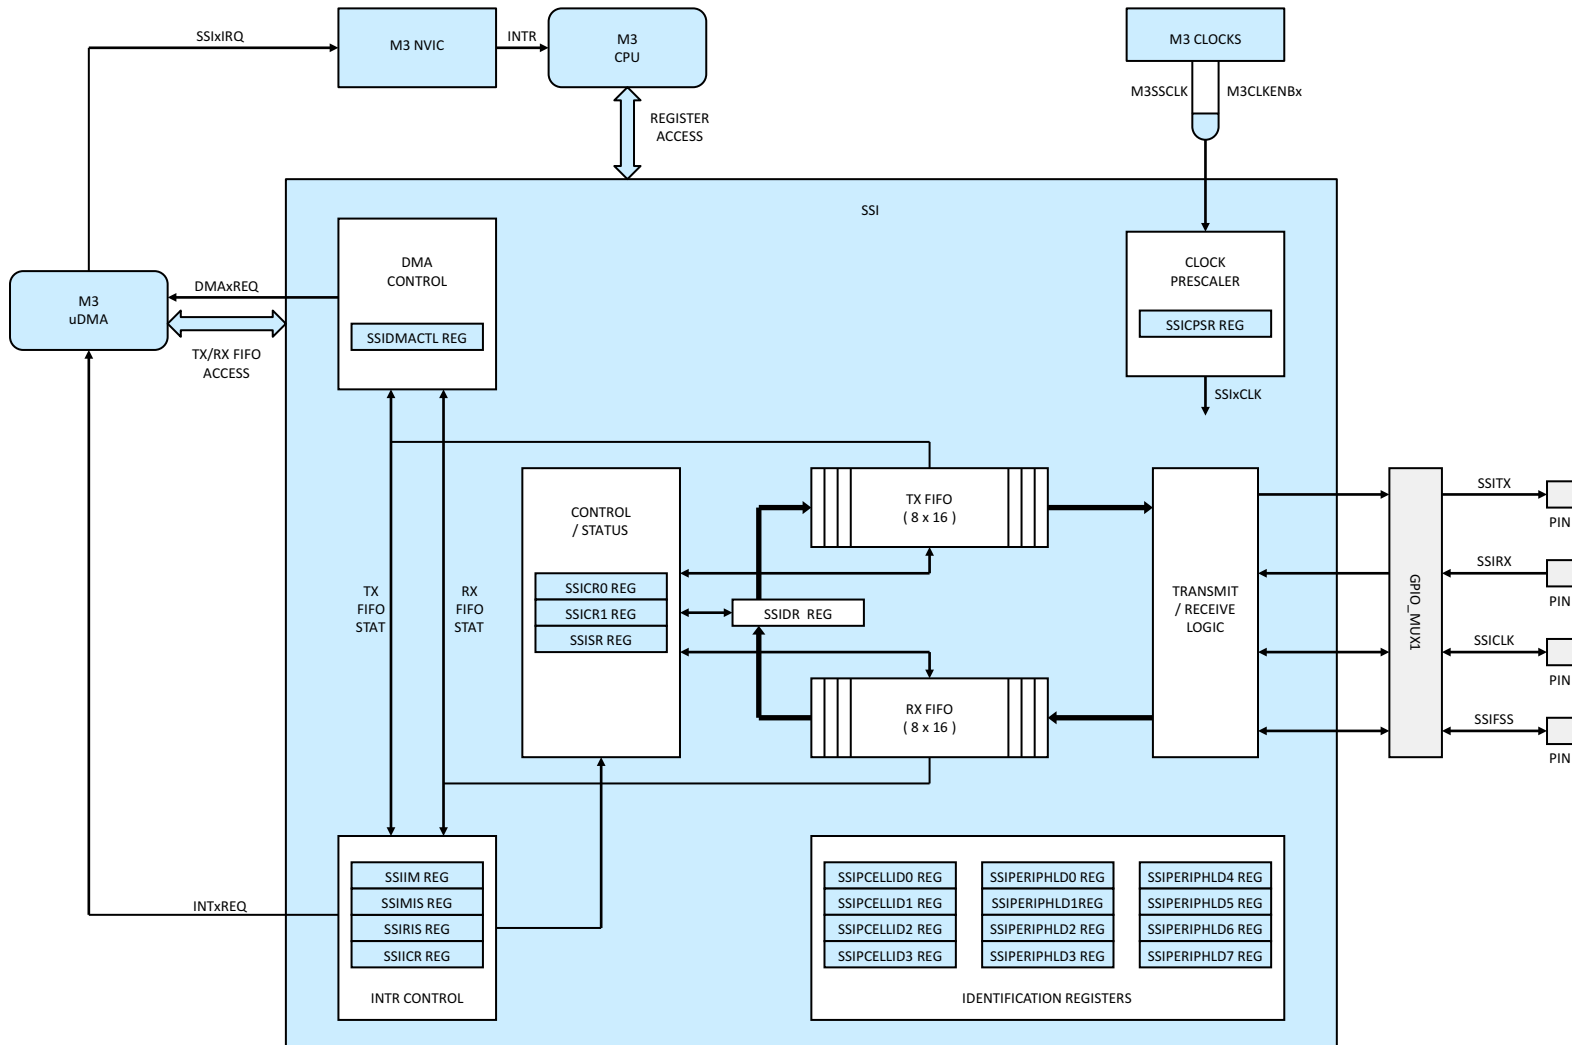 SSIxIRQ
M3 NVIC
INTR
M3
CPU
M3 CLOCKS
M3SSCLK
M3CLKENBx
REGISTER
ACCESS
SSI
DMA
CONTROL
SSIDMACTL REG
CLOCK
PRESCALER
SSICPSR REG
SSIxCLK
M3
uDMA
DMAxREQ
TX/RX FIFO
ACCESS
CONTROL
/ STATUS
SSICR0 REG
SSICR1 REG
SSISR REG
TX
FIFO
STAT
RX
FIFO
STAT
TX FIFO
( 8 x 16 )
SSIDR  REG
RX FIFO
( 8 x 16 )
TRANSMIT
/ RECEIVE
LOGIC
GPIO_MUX1
SSITX
PIN
SSIRX
PIN
SSICLK
PIN
SSIFSS
PIN
INTxREQ
SSIIM REG
SSIMIS REG
SSIRIS REG
SSIICR REG
INTR CONTROL
SSIPCELLID0 REG
SSIPCELLID1 REG
SSIPCELLID2 REG
SSIPCELLID3 REG
SSIPERIPHLD0 REG
SSIPERIPHLD1REG
SSIPERIPHLD2 REG
SSIPERIPHLD3 REG
SSIPERIPHLD4 REG
SSIPERIPHLD5 REG
SSIPERIPHLD6 REG
SSIPERIPHLD7 REG
IDENTIFICATION REGISTERS